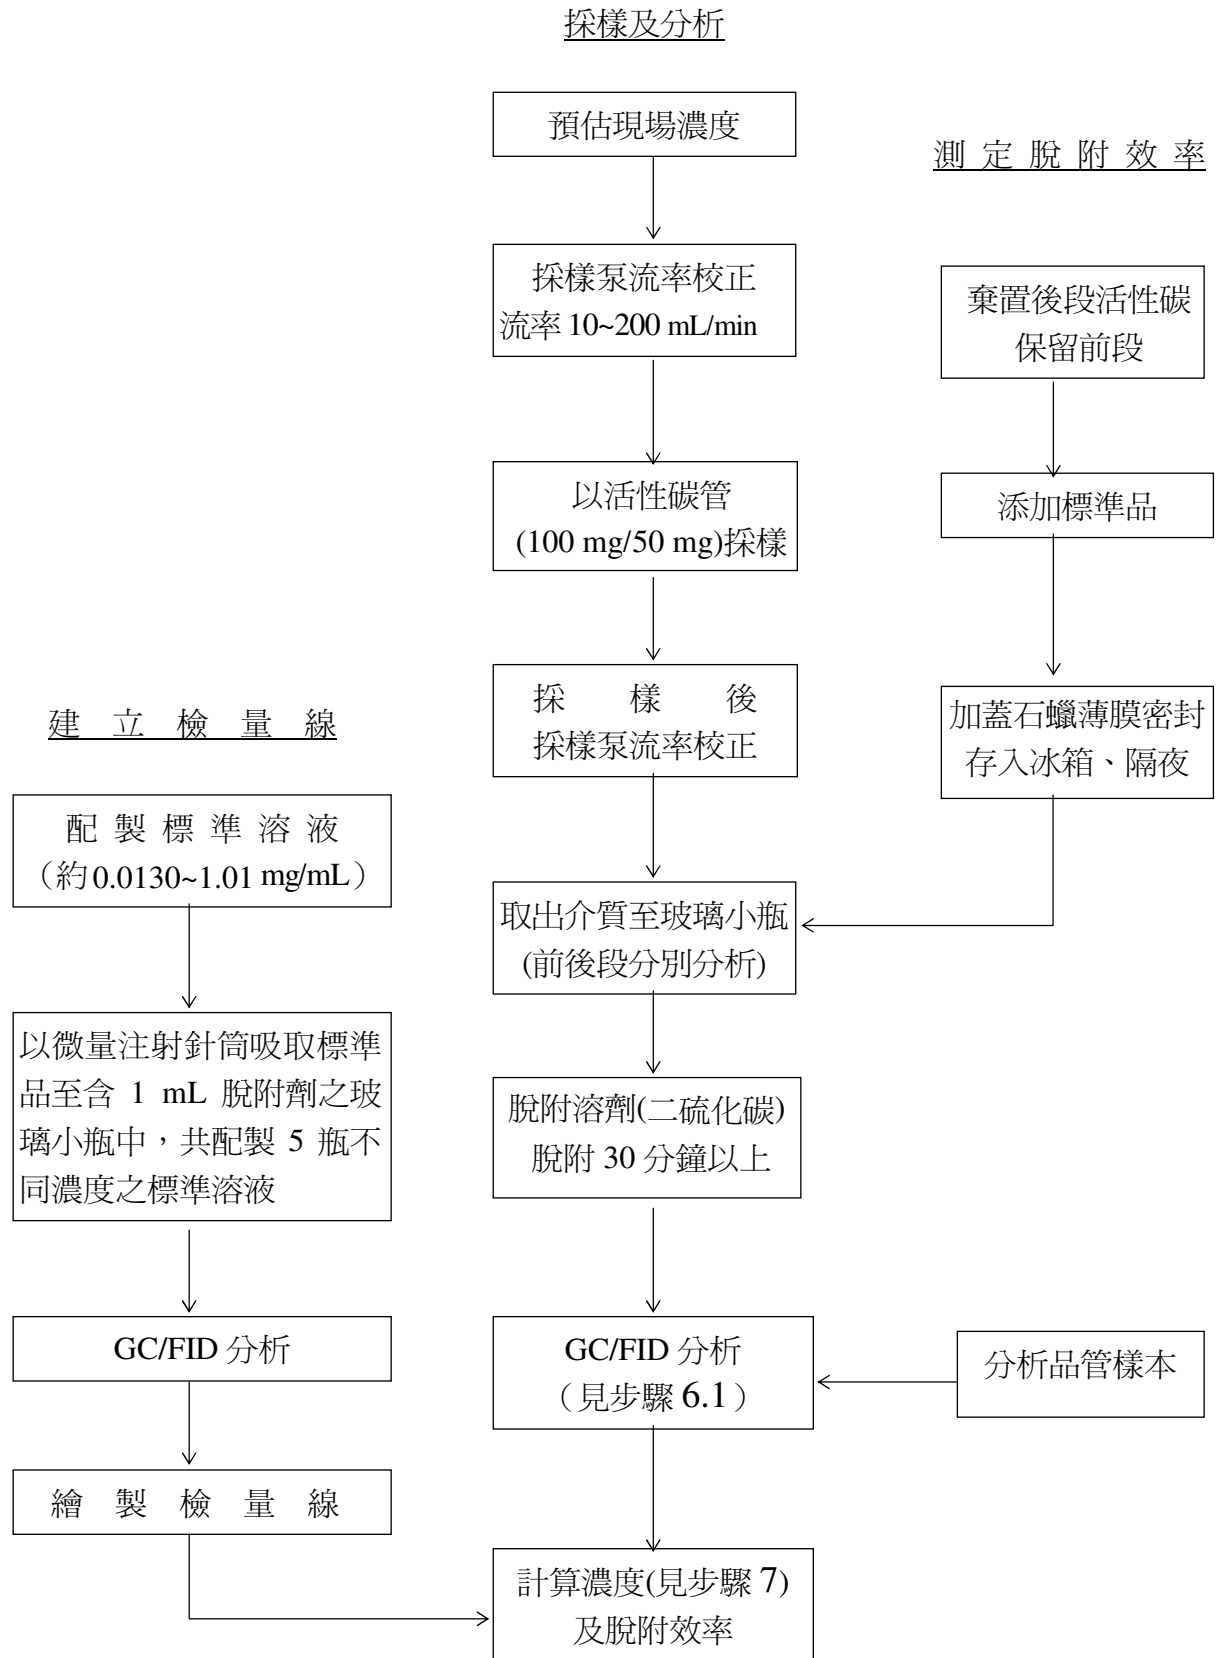 採樣及分析
預估現場濃度
採樣泵流率校正
流率 10~200 mL/min
以活性碳管
(100 mg/50 mg)採樣
採樣後
採樣泵流率校正
取出介質至玻璃小瓶
(前後段分別分析)
脫附溶劑(二硫化碳)
脫附 30 分鐘以上
GC/FID 分析
（見步驟 6.1）
計算濃度(見步驟 7)
及脫附效率
測定脫附效率
棄置後段活性碳
保留前段
添加標準品
加蓋石蠟薄膜密封
存入冰箱、隔夜
分析品管樣本
建立檢量線
配製標準溶液
（約 0.0130~1.01 mg/mL）
以微量注射針筒吸取標準
品至含 1 mL 脫附劑之玻
璃小瓶中，共配製 5 瓶不
同濃度之標準溶液
GC/FID 分析
繪製檢量線